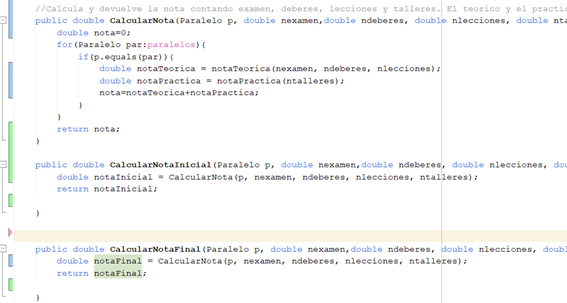 //Calcula y devuelve la nota contando examen, deberes, lecciones y talleres. El teorico y el practic
public double CalcularNota(Paralelo p, double nexamen,double ndeberes, double nlecciones, double nta
double nota=0;
for(Paralelo par:paralelos){
if(p.equals(par)){
double notaTeorica = notaTeorica(nexamen, ndeberes, nlecciones);
double notaPractica = notaPractica(ntalleres);
nota=notaTeorica+notaPractica;
}
}
return nota;
}
public double CalcularNotaInicial(Paralelo p, double nexamen,double ndeberes, double nlecciones, dou
double notaInicial = CalcularNota(p, nexamen, ndeberes, nlecciones, ntalleres);
return notaInicial;
}
public double CalcularNotaFinal(Paralelo p, double nexamen,double ndeberes, double nlecciones, doubl
double notaFinal = CalcularNota(p, nexamen, ndeberes, nlecciones, ntalleres);
return notaFinal;
}